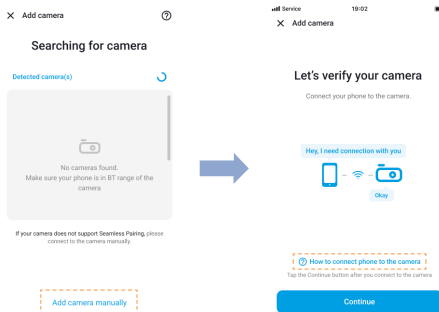 Add camera
Searching for camera
Detected camera(s)
No cameras found.
Make sure your phone is in BT range of the
camera
If your camera does not support Seamless Pairing, please
connect to the camera manually.
Add camera manually
Service
19:02
Add camera
Let's verify your camera
Connect your phone to the camera.
Hey, I need connection with you
Okay
How to connect phone to the camera
Tap the Continue button after you connect to the camera
Continue